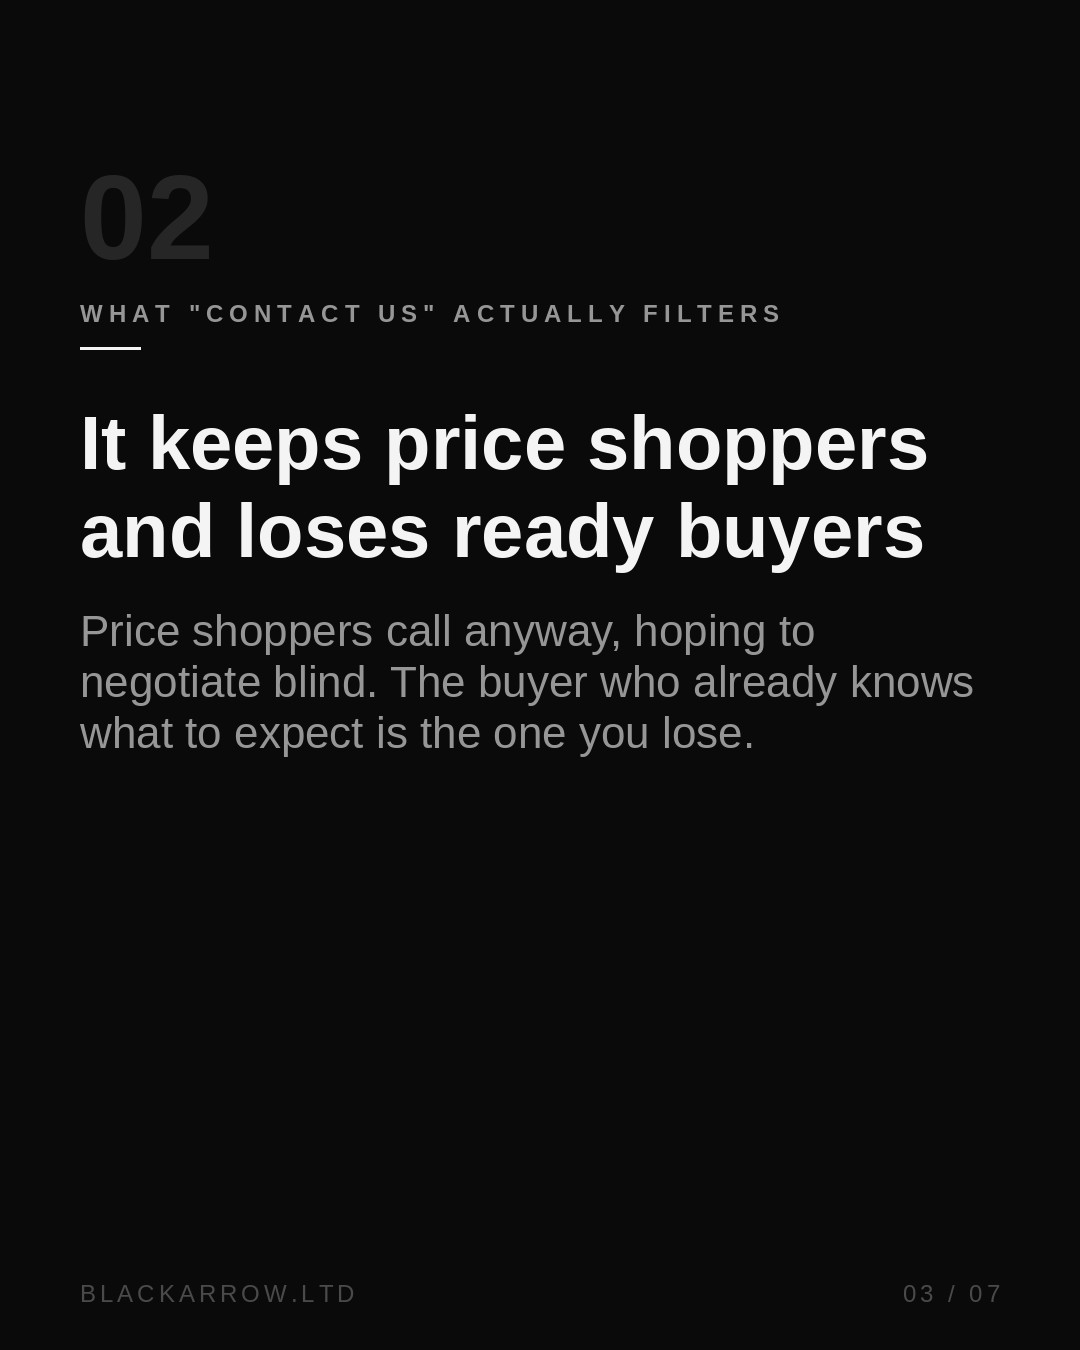 02
WHAT "CONTACT US" ACTUALLY FILTERS
It keeps price shoppers
and loses ready buyers
Price shoppers call anyway, hoping to
negotiate blind. The buyer who already knows
what to expect is the one you lose.
BLACKARROW.LTD
03 / 07